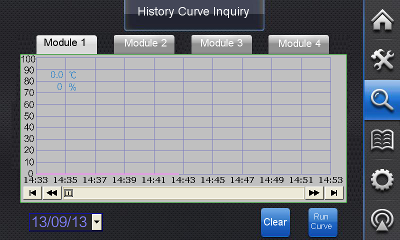 History Curve Inquiry
Module 1 Module 2 Module 3 Module 4
100
90
80
70
60
50
40
30
20
10
0
0.0 ℃
0 %
14:33 14:35 14:37 14:39 14:41 14:43 14:45 14:47 14:49 14:51 14:53
13/09/13
Clear
Run
Curve